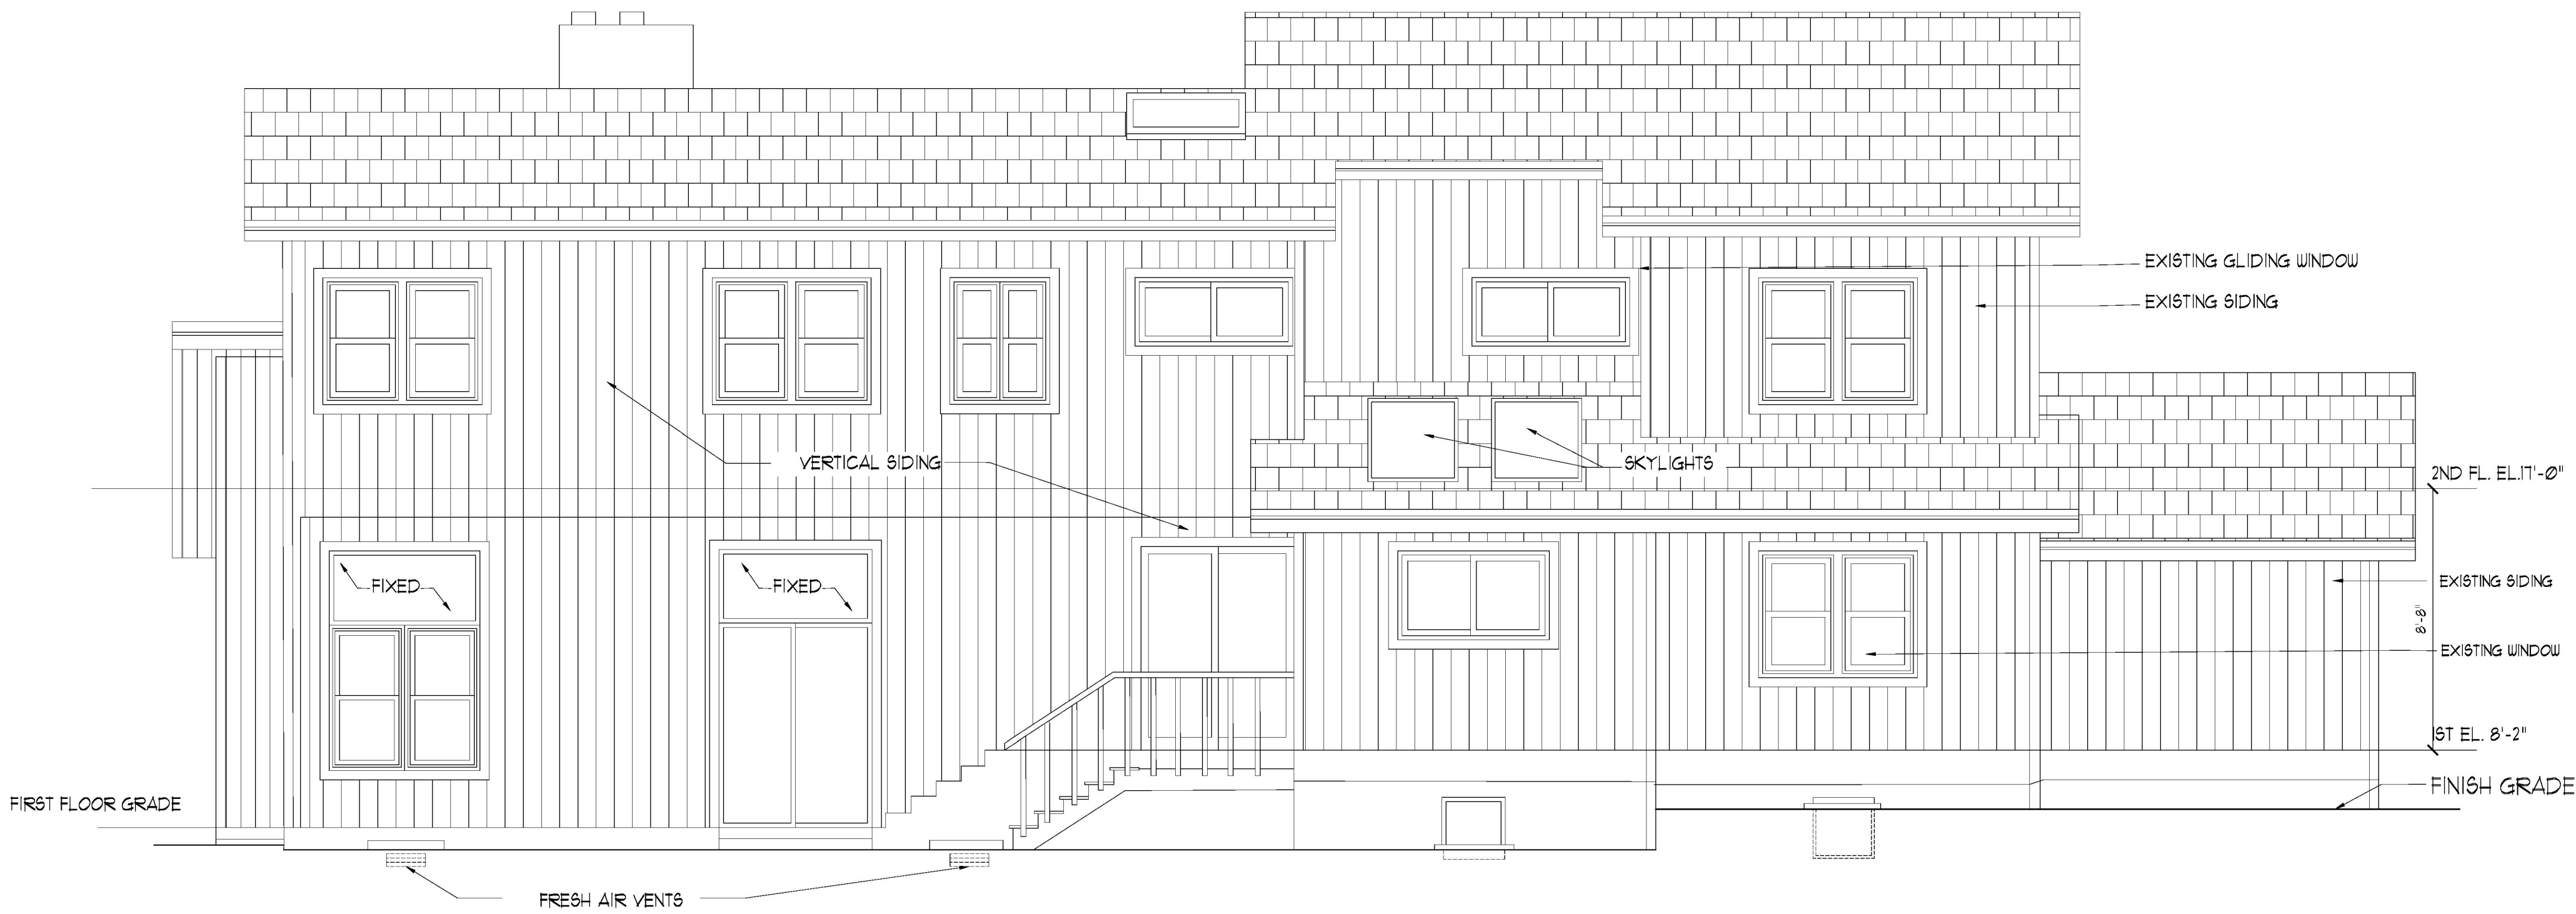 EXISTING GLIDING WINDOW
EXISTING SIDING
VERTICAL SIDING
SKYLIGHTS
2ND FL. EL.17'-0"
FIXED
FIXED
EXISTING SIDING
8'-8"
EXISTING WINDOW
1ST EL. 8'-2"
FINISH GRADE
FIRST FLOOR GRADE
FRESH AIR VENTS